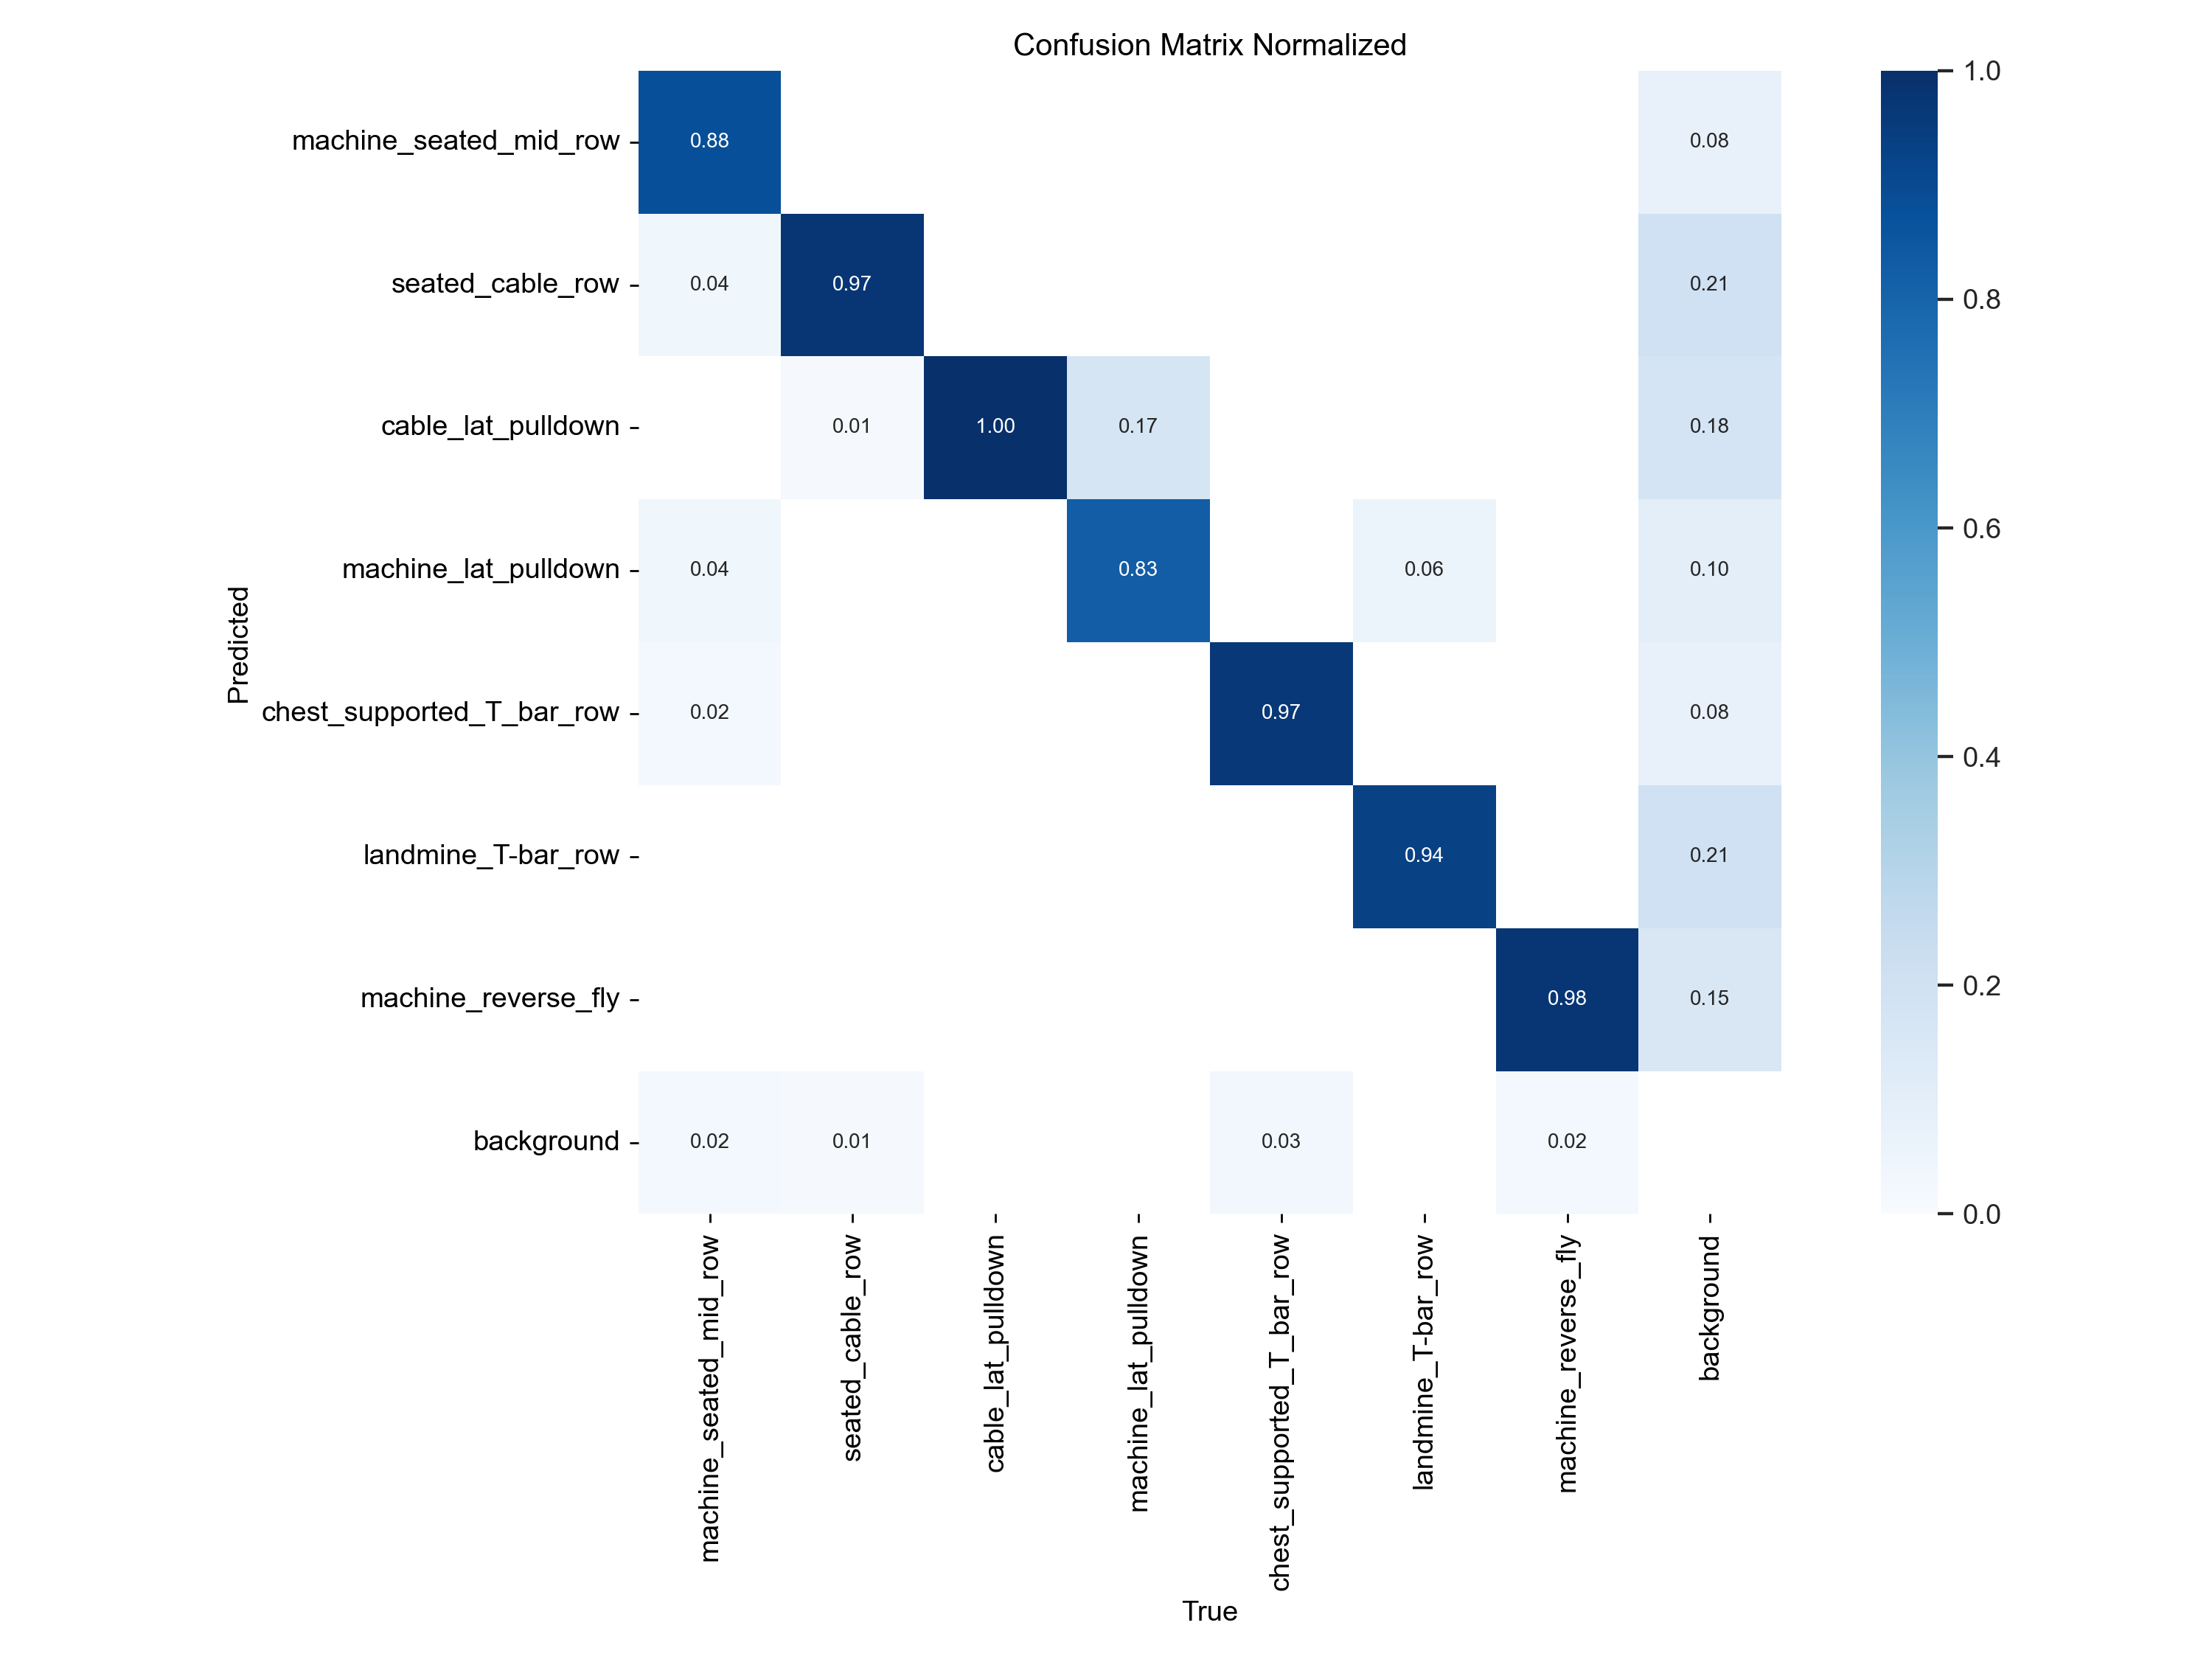 Confusion Matrix Normalized
machine_seated_mid_row
0.88
0.08
seated_cable_row
0.04
0.97
0.21
cable_lat_pulldown
0.01
1.00
0.17
0.18
machine_lat_pulldown
0.04
0.83
0.06
0.10
chest_supported_T_bar_row
0.02
0.97
0.08
landmine_T-bar_row
0.94
0.21
machine_reverse_fly
0.98
0.15
background
0.02
0.01
0.03
0.02
Predicted
machine_seated_mid_row
seated_cable_row
cable_lat_pulldown
machine_lat_pulldown
chest_supported_T_bar_row
landmine_T-bar_row
machine_reverse_fly
background
True
1.0
0.8
0.6
0.4
0.2
0.0